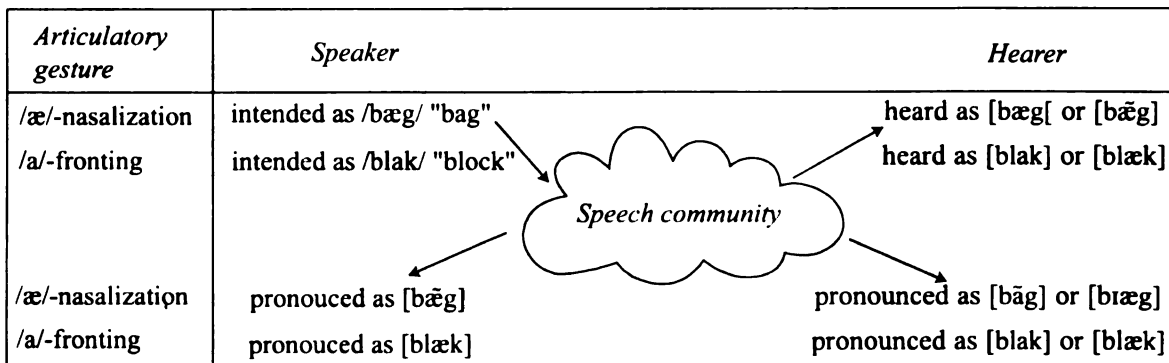 Articulatory gesture Speaker Hearer
/æ/-nasalization intended as /bæg/ "bag" heard as [bæg[ or [bæ̃g]
/a/-fronting intended as /blak/ "block" heard as [blak] or [blæk]
Speech community
/æ/-nasalization pronouced as [bæ̃g] pronounced as [bãg] or [bɪæg]
/a/-fronting pronouced as [blæk] pronounced as [blak] or [blæk]